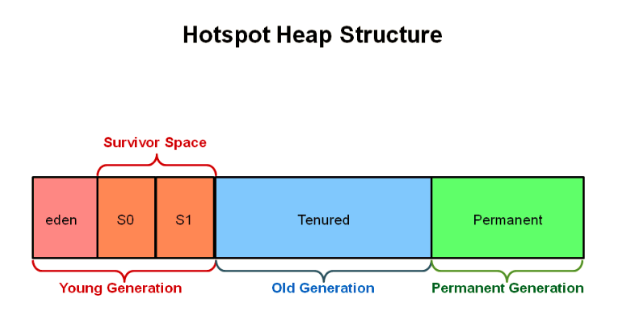 Hotspot Heap Structure
Survivor Space
eden S0 S1 Tenured Permanent
Young Generation Old Generation Permanent Generation